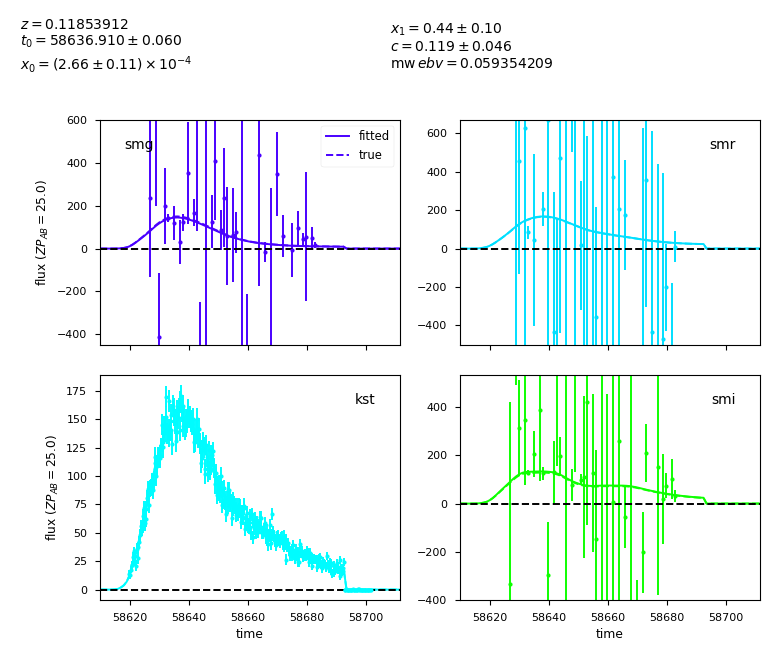 z = 0.11853912
t₀ = 58636.910 ± 0.060
x₀ = (2.66 ± 0.11) × 10⁻⁴
x₁ = 0.44 ± 0.10
c = 0.119 ± 0.046
mw ebv = 0.059354209
smg
fitted
true
600
400
200
0
−200
−400
flux (ZP_AB = 25.0)
smr
600
400
200
0
−200
−400
kst
175
150
125
100
75
50
25
0
flux (ZP_AB = 25.0)
58620 58640 58660 58680 58700
time
smi
400
200
0
−200
−400
58620 58640 58660 58680 58700
time